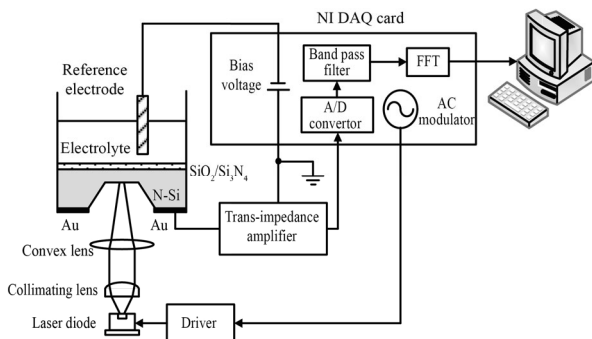 NI DAQ card
Reference
electrode
Bias
voltage
Band pass
filter
FFT
A/D
convertor
AC
modulator
Electrolyte
SiO₂/Si₃N₄
N-Si
Au
Au
Trans-impedance
amplifier
Convex lens
Collimating lens
Laser diode
Driver